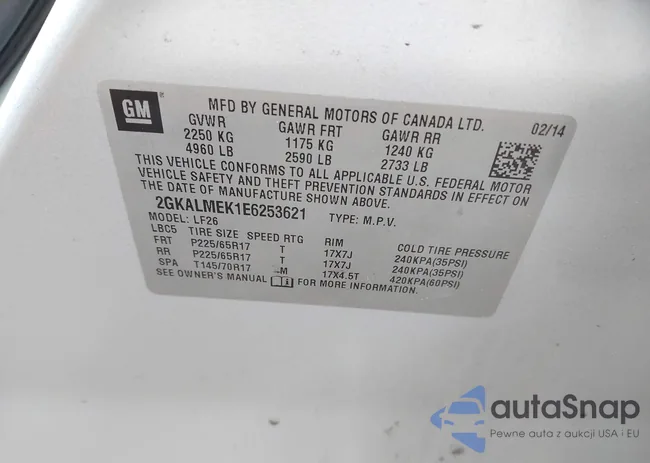 GM
MFD BY GENERAL MOTORS OF CANADA LTD. 02/14
GVWR GAWR FRT GAWR RR
2250 KG 1175 KG 1240 KG
4960 LB 2590 LB 2733 LB
THIS VEHICLE CONFORMS TO ALL APPLICABLE U.S. FEDERAL MOTOR
VEHICLE SAFETY AND THEFT PREVENTION STANDARDS IN EFFECT ON
THE DATE OF MANUFACTURE SHOWN ABOVE.
2GKALMEK1E6253621 TYPE: M.P.V.
MODEL: LF26
LBC5 TIRE SIZE SPEED RTG RIM COLD TIRE PRESSURE
FRT P225/65R17 T 17X7J 240KPA(35PSI)
RR P225/65R17 T 17X7J 240KPA(35PSI)
SPA T145/70R17 M 17X4.5T 420KPA(60PSI)
SEE OWNER'S MANUAL FOR MORE INFORMATION.
autoSnap
Pewne auta z aukcji USA i EU